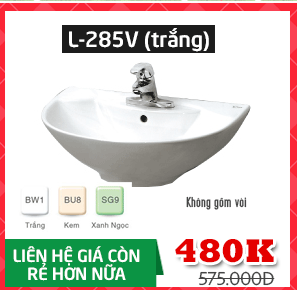 L-285V (trắng)
BW1 BU8 SG9
Trắng Kem Xanh Ngọc
Không gồm vòi
LIÊN HỆ GIÁ CÒN
RẺ HỜN NỮA
480K
575.000Đ